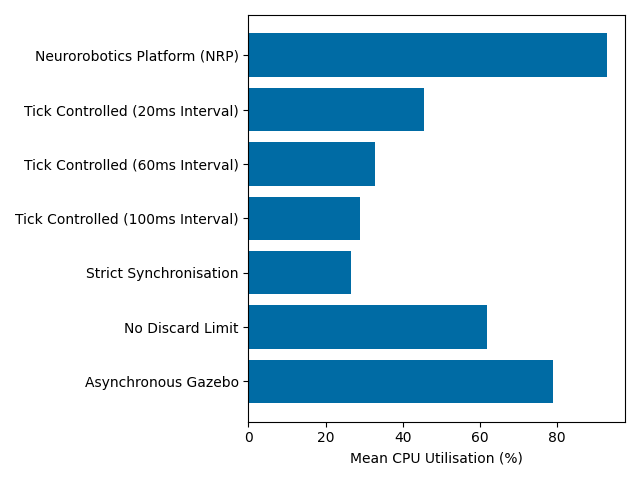 Neurorobotics Platform (NRP)
Tick Controlled (20ms Interval)
Tick Controlled (60ms Interval)
Tick Controlled (100ms Interval)
Strict Synchronisation
No Discard Limit
Asynchronous Gazebo
0 20 40 60 80
Mean CPU Utilisation (%)